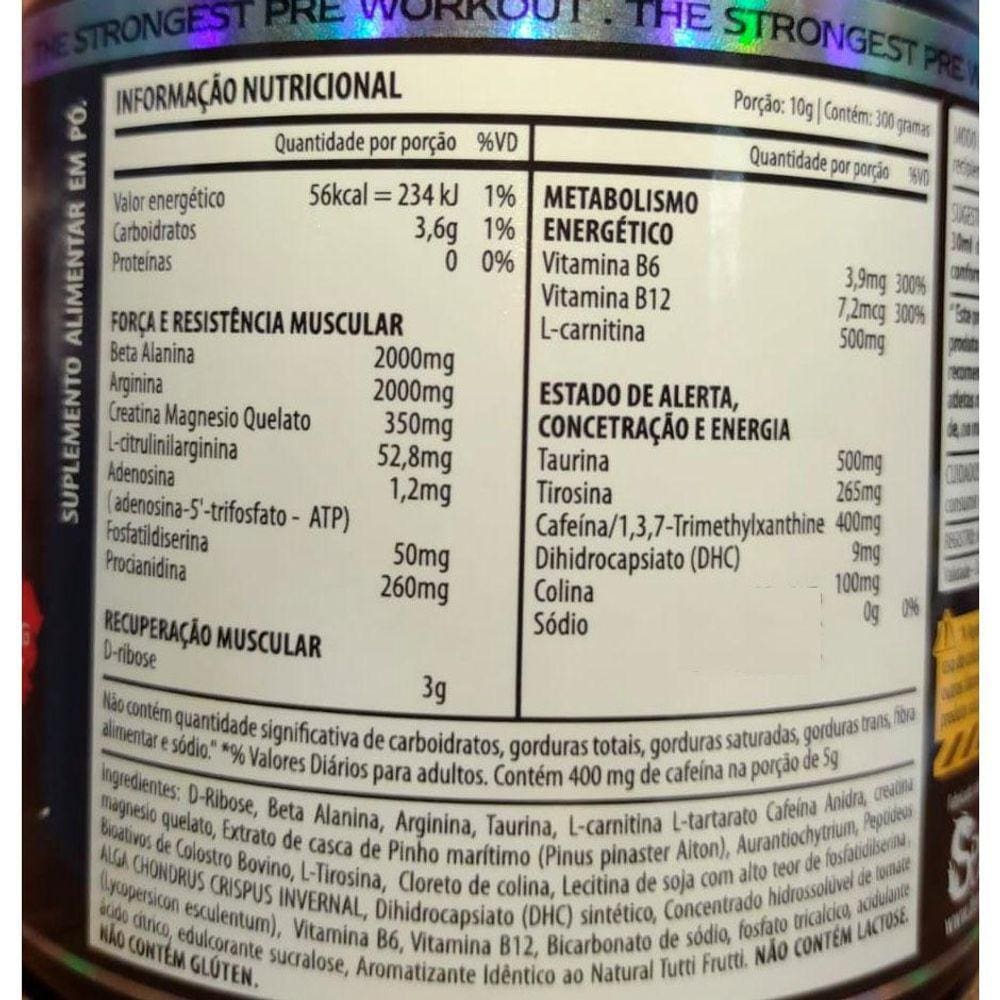 THE STRONGEST PRE WORKOUT . THE STRONGEST PRE
SUPLEMENTO ALIMENTAR EM PÓ.
INFORMAÇÃO NUTRICIONAL
Porção: 10g | Contém: 300 gramas
Quantidade por porção %VD
Valor energético 56kcal = 234 kJ 1%
Carboidratos 3,6g 1%
Proteínas 0 0%
FORÇA E RESISTÊNCIA MUSCULAR
Beta Alanina 2000mg
Arginina 2000mg
Creatina Magnesio Quelato 350mg
L-citrulinilarginina 52,8mg
Adenosina 1,2mg
(adenosina-5'-trifosfato - ATP)
Fosfatildiserina 50mg
Procianidina 260mg
RECUPERAÇÃO MUSCULAR
D-ribose 3g
Quantidade por porção %VD
METABOLISMO
ENERGÉTICO
Vitamina B6 3,9mg 300%
Vitamina B12 7,2mcg 300%
L-carnitina 500mg
ESTADO DE ALERTA,
CONCETRAÇÃO E ENERGIA
Taurina 500mg
Tirosina 265mg
Cafeína/1,3,7-Trimethylxanthine 400mg
Dihidrocapsiato (DHC) 9mg
Colina 100mg
Sódio 0g 0%
Não contém quantidade significativa de carboidratos, gorduras totais, gorduras saturadas, gorduras trans, fibra
alimentar e sódio." *% Valores Diários para adultos. Contém 400 mg de cafeína na porção de 5g
Ingredientes: D-Ribose, Beta Alanina, Arginina, Taurina, L-carnitina L-tartarato Cafeína Anidra, creatina
magnesio quelato, Extrato de casca de Pinho marítimo (Pinus pinaster Aiton), Aurantiochytrium, Peptídeos
Bioativos de Colostro Bovino, L-Tirosina, Cloreto de colina, Lecitina de soja com alto teor de fosfatidilserina,
ALGA CHONDRUS CRISPUS INVERNAL, Dihidrocapsiato (DHC) sintético, Concentrado hidrossolúvel de tomate
(Lycopersicon esculentum), Vitamina B6, Vitamina B12, Bicarbonato de sódio, fosfato tricalcico, acidulante
ácido cítrico, edulcorante sucralose, Aromatizante Idêntico ao Natural Tutti Frutti. NÃO CONTÉM LACTOSE.
NÃO CONTÉM GLÚTEN.